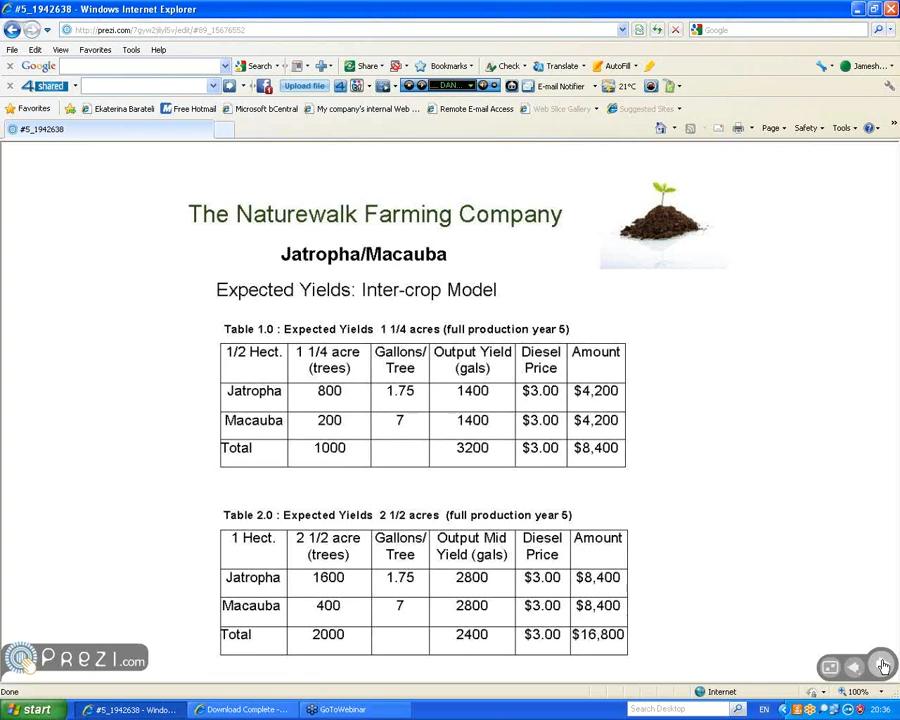 #5_1942638 - Windows Internet Explorer
http://prezi.com/7gyw2jlyl5vj/edit/#89_15676552
Google
File Edit View Favorites Tools Help
Google Search Share Bookmarks Check Translate AutoFill Jamesh...
4shared Upload file DAN... E-mail Notifier 21°C
Favorites Ekaterina Barateli Free Hotmail Microsoft bCentral My company's internal Web ... Remote E-mail Access Web Slice Gallery Suggested Sites
#5_1942638 Page Safety Tools
The Naturewalk Farming Company
Jatropha/Macauba
Expected Yields: Inter-crop Model
Table 1.0 : Expected Yields 1 1/4 acres (full production year 5)
1/2 Hect. 1 1/4 acre (trees) Gallons/ Tree Output Yield (gals) Diesel Price Amount
Jatropha 800 1.75 1400 $3.00 $4,200
Macauba 200 7 1400 $3.00 $4,200
Total 1000 3200 $3.00 $8,400
Table 2.0 : Expected Yields 2 1/2 acres (full production year 5)
1 Hect. 2 1/2 acre (trees) Gallons/ Tree Output Mid Yield (gals) Diesel Price Amount
Jatropha 1600 1.75 2800 $3.00 $8,400
Macauba 400 7 2800 $3.00 $8,400
Total 2000 2400 $3.00 $16,800
Prezi.com
Done Internet 100%
start #5_1942638 - Windo... Download Complete -... GoToWebinar Search Desktop EN 20:36